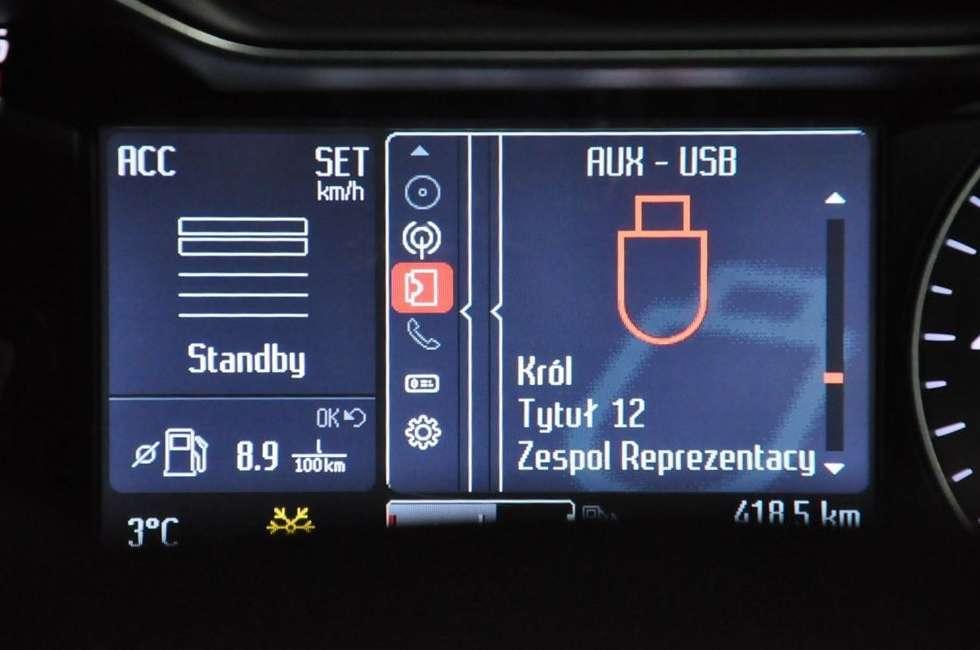 ACC SET
km/h
Standby
OK
8.9 L
100km
3°C
AUX - USB
Król
Tytuł 12
Zespol Reprezentacy
418.5 km